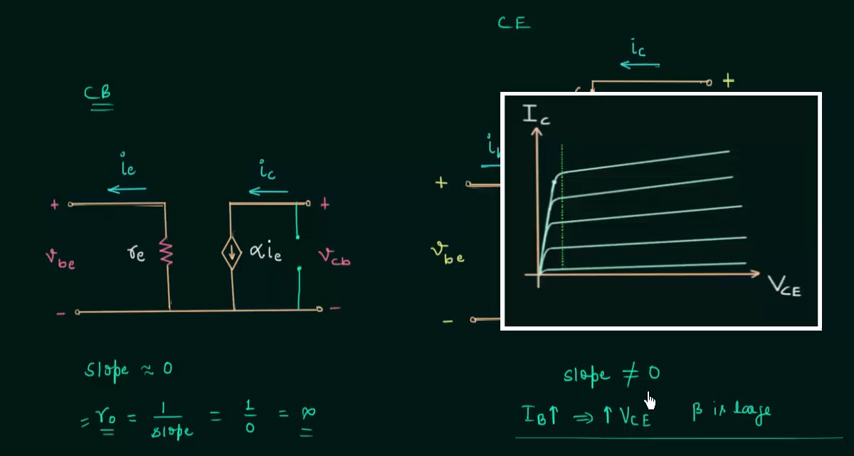 CE
ic
+
CB
Ic
ie
ic
+
+
+
vbe
re
αie
vcb
vbe
VCE
-
-
-
slope ≈ 0
slope ≠ 0
= ro = 1/slope = 1/0 = ∞
IB↑ ⇒ ↑ VCE β is large